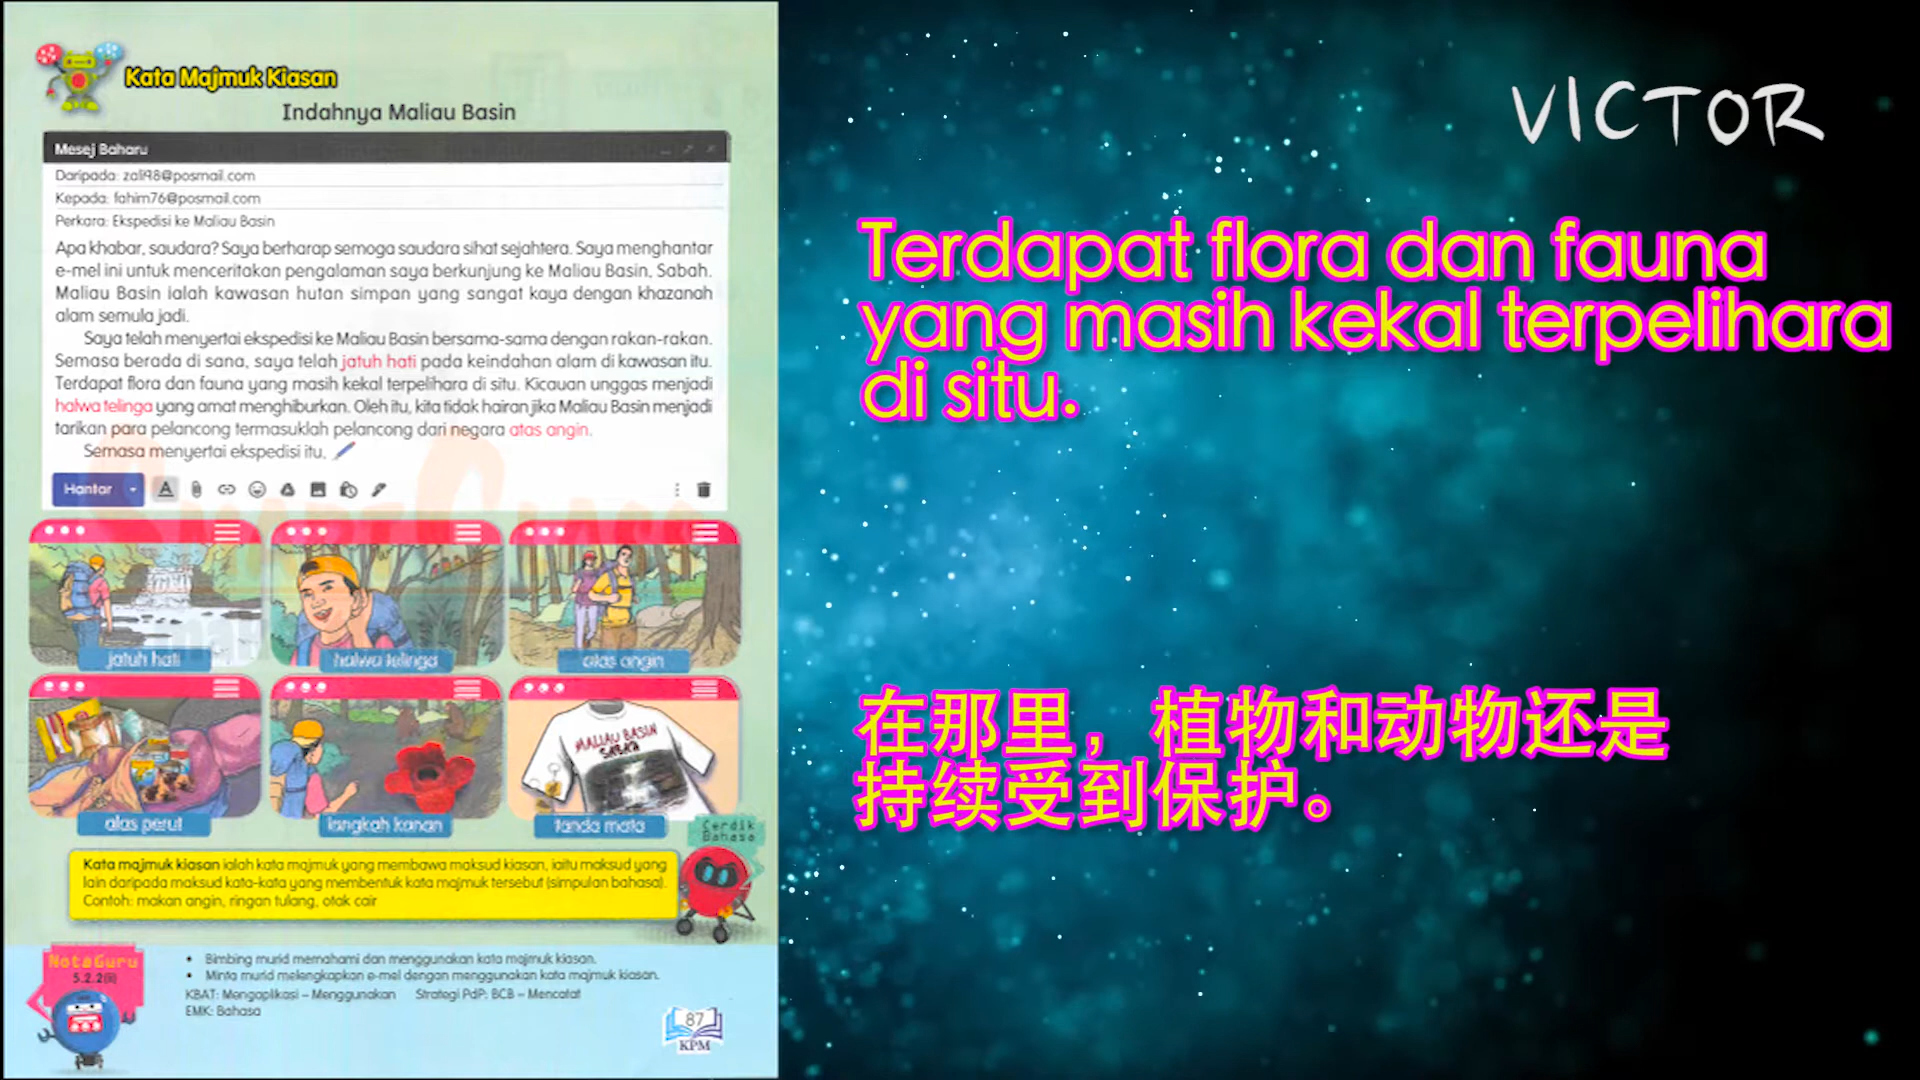 Kata Majmuk Kiasan
Indahnya Maliau Basin
Mesej Baharu
Daripada: zali98@posmail.com
Kepada: fahim76@posmail.com
Perkara: Ekspedisi ke Maliau Basin
Apa khabar, saudara? Saya berharap semoga saudara sihat sejahtera. Saya menghantar
e-mel ini untuk menceritakan pengalaman saya berkunjung ke Maliau Basin, Sabah.
Maliau Basin ialah kawasan hutan simpan yang sangat kaya dengan khazanah
alam semula jadi.
Saya telah menyertai ekspedisi ke Maliau Basin bersama-sama dengan rakan-rakan.
Semasa berada di sana, saya telah jatuh hati pada keindahan alam di kawasan itu.
Terdapat flora dan fauna yang masih kekal terpelihara di situ. Kicauan unggas menjadi
halwa telinga yang amat menghiburkan. Oleh itu, kita tidak hairan jika Maliau Basin menjadi
tarikan para pelancong termasuklah pelancong dari negara atas angin.
Semasa menyertai ekspedisi itu,
Hantar
jatuh hati
halwa telinga
atas angin
MALIAU BASIN
SABAH
alas perut
langkah kanan
tanda mata
Cerdik
Bahasa
Kata majmuk kiasan ialah kata majmuk yang membawa maksud kiasan, iaitu maksud yang
lain daripada maksud kata-kata yang membentuk kata majmuk tersebut (simpulan bahasa).
Contoh: makan angin, ringan tulang, otak cair
NotaGuru
5.2.2(ii)
• Bimbing murid memahami dan menggunakan kata majmuk kiasan.
• Minta murid melengkapkan e-mel dengan menggunakan kata majmuk kiasan.
KBAT: Mengaplikasi – Menggunakan Strategi PdP: BCB – Mencatat
EMK: Bahasa
87
KPM
VICTOR
Terdapat flora dan fauna
yang masih kekal terpelihara
di situ.
在那里，植物和动物还是
持续受到保护。